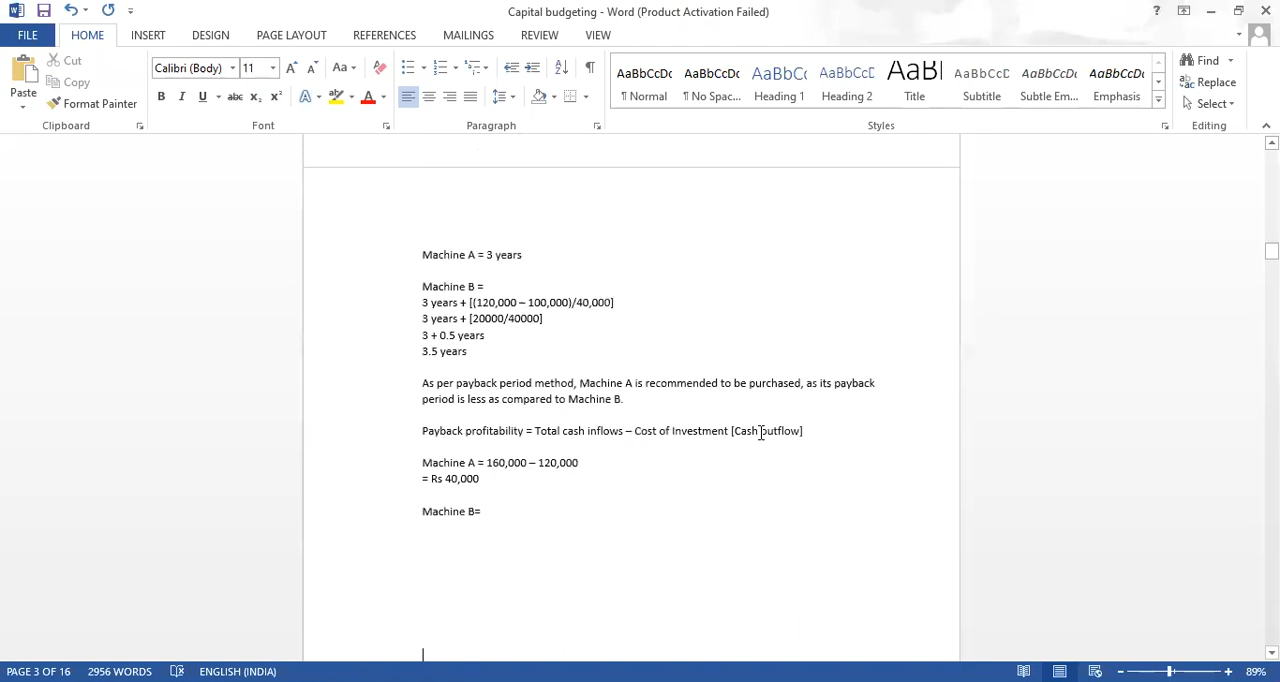 Capital budgeting - Word (Product Activation Failed)
FILE HOME INSERT DESIGN PAGE LAYOUT REFERENCES MAILINGS REVIEW VIEW
Paste
Cut
Copy
Format Painter
Clipboard
Calibri (Body) 11
Font
Paragraph
AaBbCcDc AaBbCcDc AaBbC AaBbCcD AaB AaBbCcD AaBbCcDc AaBbCcDc
¶ Normal ¶ No Spac... Heading 1 Heading 2 Title Subtitle Subtle Em... Emphasis
Styles
Find
Replace
Select
Editing
Machine A = 3 years
Machine B =
3 years + [(120,000 – 100,000)/40,000]
3 years + [20000/40000]
3 + 0.5 years
3.5 years
As per payback period method, Machine A is recommended to be purchased, as its payback
period is less as compared to Machine B.
Payback profitability = Total cash inflows – Cost of Investment [Cash outflow]
Machine A = 160,000 – 120,000
= Rs 40,000
Machine B=
PAGE 3 OF 16 2956 WORDS ENGLISH (INDIA) 89%